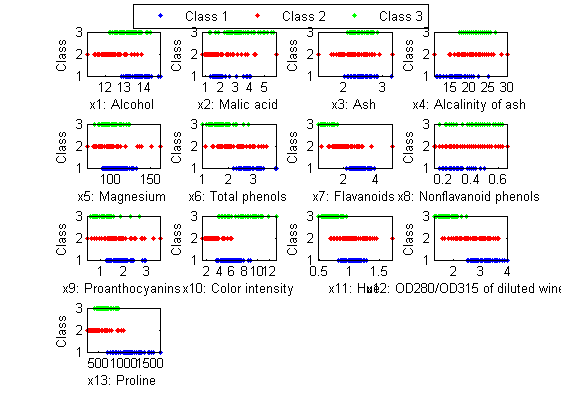 Class 1 Class 2 Class 3
3 3 3 3
Class 2 Class 2 Class 2 Class 2
1 1 1 1
12 13 14 1 2 3 4 5 2 3 15 20 25 30
x1: Alcohol x2: Malic acid x3: Ash x4: Alcalinity of ash
3 3 3 3
Class 2 Class 2 Class 2 Class 2
1 1 1 1
100 150 1 2 3 2 4 0.2 0.4 0.6
x5: Magnesium x6: Total phenols x7: Flavanoids x8: Nonflavanoid phenols
3 3 3 3
Class 2 Class 2 Class 2 Class 2
1 1 1 1
1 2 3 2 4 6 8 10 12 0.5 1 1.5 2 3 4
x9: Proanthocyanins x10: Color intensity x11: Hue x12: OD280/OD315 of diluted wine
3
Class 2
1
500 1000 1500
x13: Proline